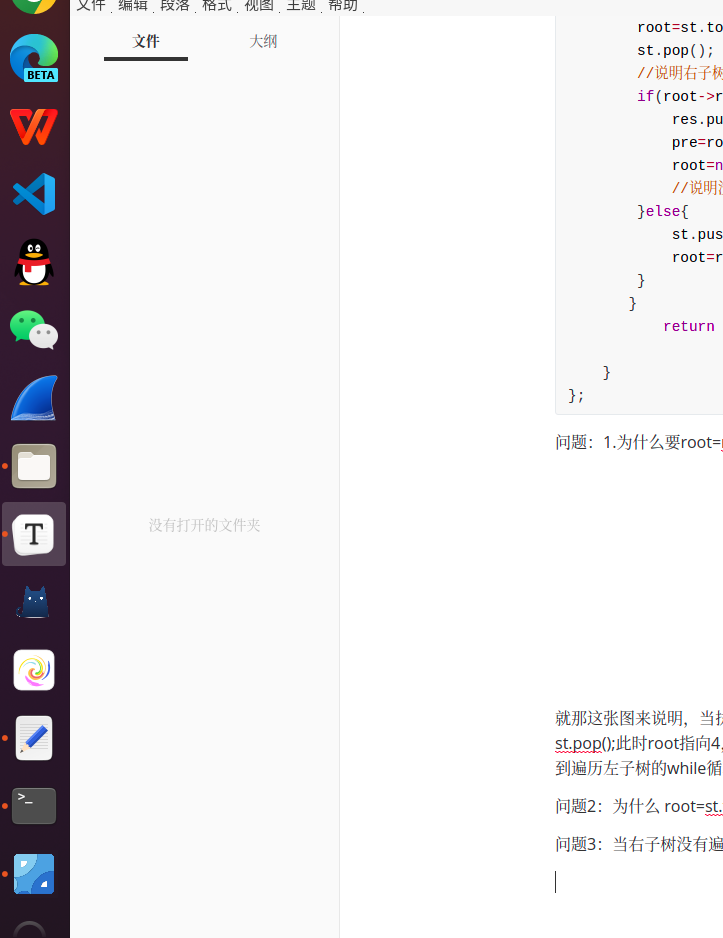 文件 编辑 段落 格式 视图 主题 帮助
文件 大纲
BETA
T
>_
没有打开的文件夹
root=st.to
st.pop();
//说明右子树
if(root->r
res.pu
pre=ro
root=n
//说明没
}else{
st.pus
root=r
}
}
return
}
};
问题：1.为什么要root=
就那这张图来说明，当执
st.pop();此时root指向4,
到遍历左子树的while循
问题2：为什么 root=st.
问题3：当右子树没有遍